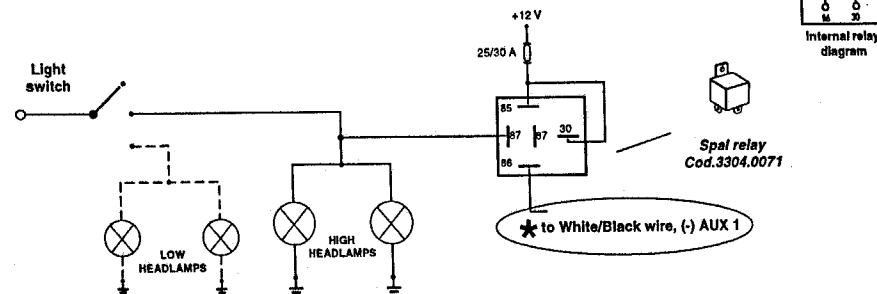 +12 V
25/30 A
86 30
Internal relay
diagram
Light
switch
85
87 87 30
86
Spal relay
Cod.3304.0071
* to White/Black wire, (-) AUX 1
LOW
HEADLAMPS
HIGH
HEADLAMPS